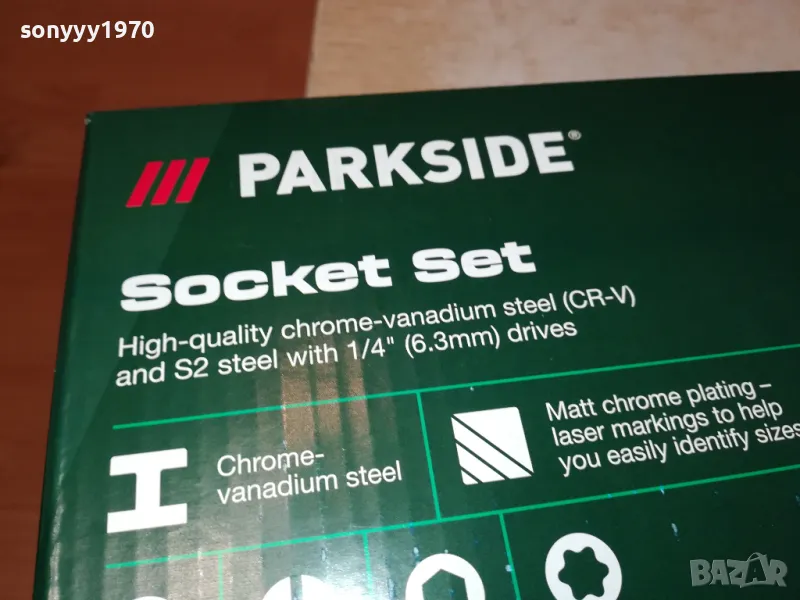 sonyyy1970
PARKSIDE®
Socket Set
High-quality chrome-vanadium steel (CR-V)
and S2 steel with 1/4" (6.3mm) drives
Chrome-
vanadium steel
Matt chrome plating –
laser markings to help
you easily identify sizes
BAZAR